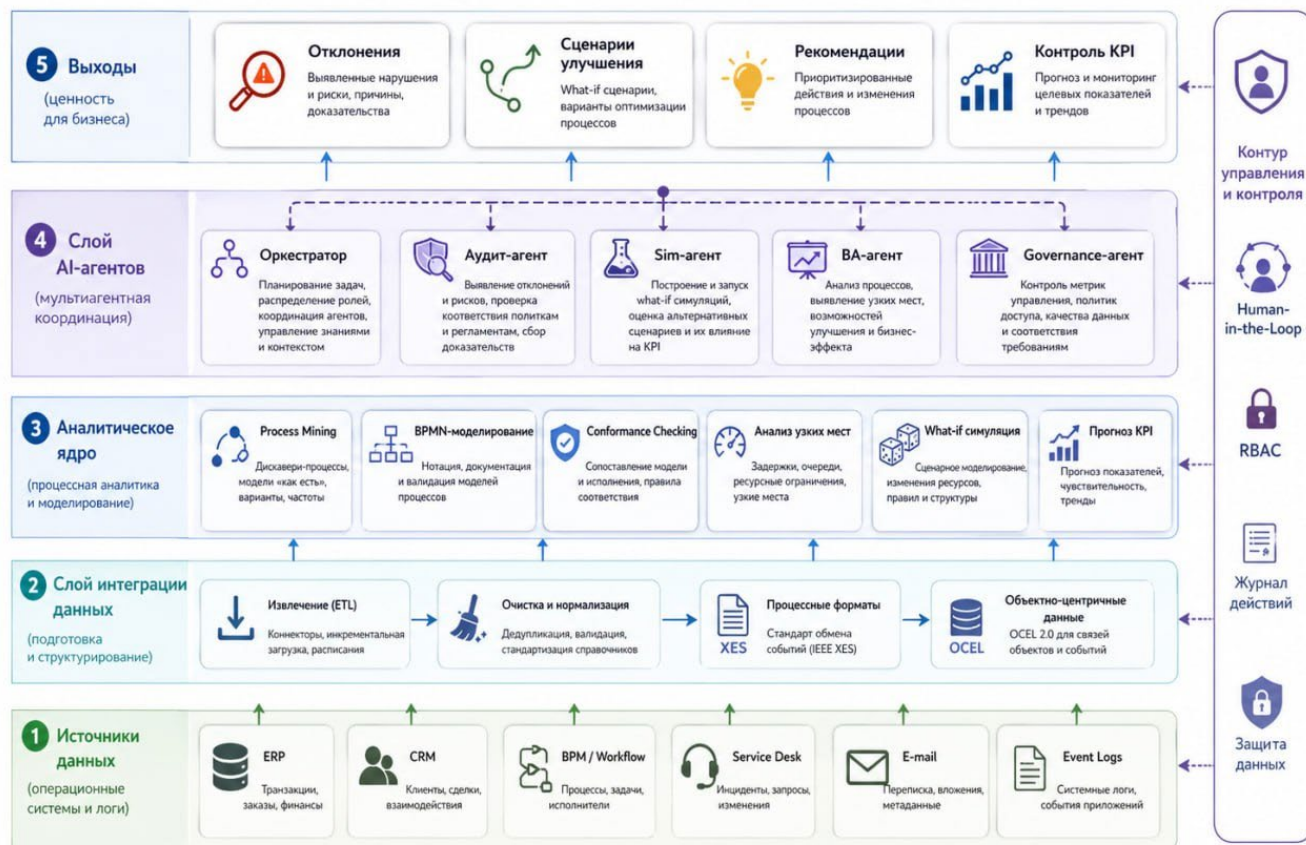 5 Выходы
(ценность
для бизнеса)
Отклонения
Выявленные нарушения
и риски, причины,
доказательства
Сценарии
улучшения
What-if сценарии,
варианты оптимизации
процессов
Рекомендации
Приоритизированные
действия и изменения
процессов
Контроль KPI
Прогноз и мониторинг
целевых показателей
и трендов
4 Слой
AI-агентов
(мультиагентная
координация)
Оркестратор
Планирование задач,
распределение ролей,
координация агентов,
управление знаниями
и контекстом
Аудит-агент
Выявление отклонений
и рисков, проверка
соответствия политикам
и регламентам, сбор
доказательств
Sim-агент
Построение и запуск
what-if симуляций,
оценка альтернативных
сценариев и их влияние
на KPI
BA-агент
Анализ процессов,
выявление узких мест,
возможностей
улучшения и бизнес-
эффекта
Governance-агент
Контроль метрик
управления, политик
доступа, качества данных
и соответствия
требованиям
3 Аналитическое
ядро
(процессная аналитика
и моделирование)
Process Mining
Дискавери-процессы,
модели «как есть»,
варианты, частоты
BPMN-моделирование
Нотация, документация
и валидация моделей
процессов
Conformance Checking
Сопоставление модели
и исполнения, правила
соответствия
Анализ узких мест
Задержки, очереди,
ресурсные ограничения,
узкие места
What-if симуляция
Сценарное моделирование,
изменения ресурсов,
правил и структуры
Прогноз KPI
Прогноз показателей,
чувствительность,
тренды
2 Слой интеграции
данных
(подготовка
и структурирование)
Извлечение (ETL)
Коннекторы, инкрементальная
загрузка, расписания
Очистка и нормализация
Дедупликация, валидация,
стандартизация справочников
XES
Процессные форматы
Стандарт обмена
событий (IEEE XES)
OCEL
Объектно-центричные
данные
OCEL 2.0 для связей
объектов и событий
1 Источники
данных
(операционные
системы и логи)
ERP
Транзакции,
заказы, финансы
CRM
Клиенты, сделки,
взаимодействия
BPM / Workflow
Процессы, задачи,
исполнители
Service Desk
Инциденты, запросы,
изменения
E-mail
Переписка, вложения,
метаданные
Event Logs
Системные логи,
события приложений
Контур
управления
и контроля
Human-
in-the-Loop
RBAC
Журнал
действий
Защита
данных